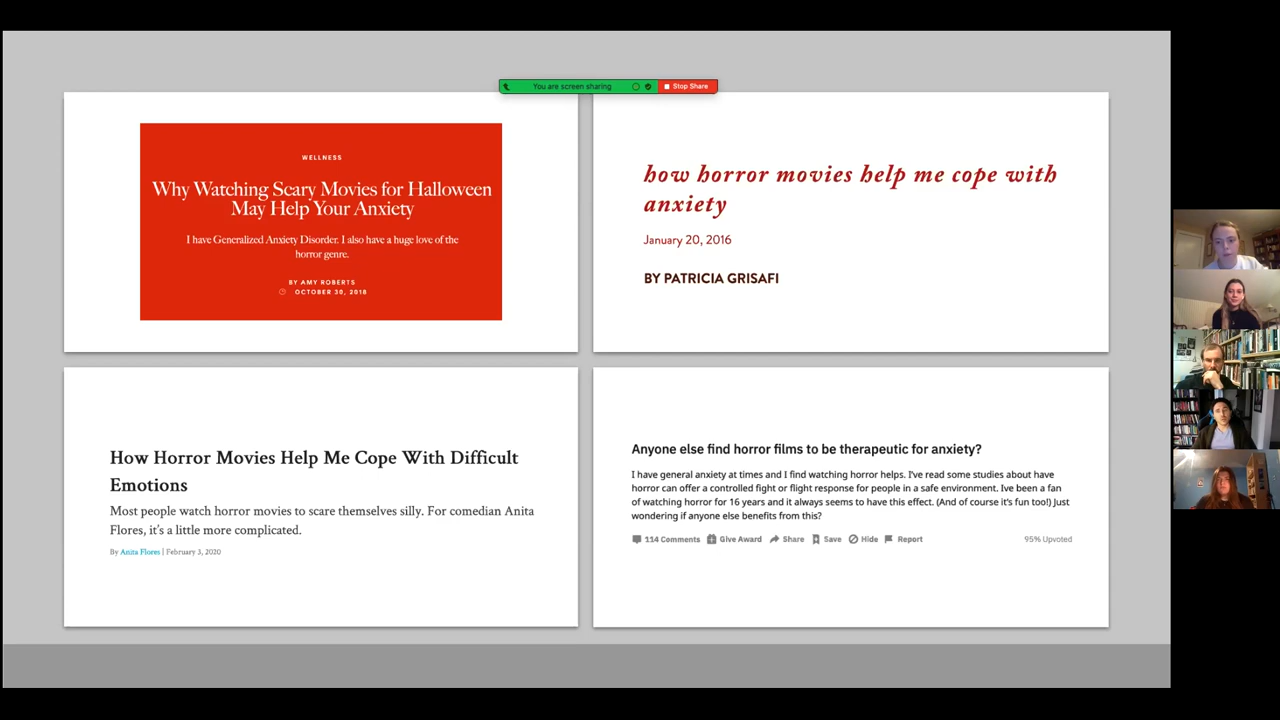 You are screen sharing
Stop Share
WELLNESS
Why Watching Scary Movies for Halloween
May Help Your Anxiety
I have Generalized Anxiety Disorder. I also have a huge love of the
horror genre.
BY AMY ROBERTS
OCTOBER 30, 2018
how horror movies help me cope with
anxiety
January 20, 2016
BY PATRICIA GRISAFI
How Horror Movies Help Me Cope With Difficult
Emotions
Most people watch horror movies to scare themselves silly. For comedian Anita
Flores, it's a little more complicated.
By Anita Flores | February 3, 2020
Anyone else find horror films to be therapeutic for anxiety?
I have general anxiety at times and I find watching horror helps. I've read some studies about have
horror can offer a controlled fight or flight response for people in a safe environment. Ive been a fan
of watching horror for 16 years and it always seems to have this effect. (And of course it's fun too!) Just
wondering if anyone else benefits from this?
114 Comments Give Award Share Save Hide Report 95% Upvoted